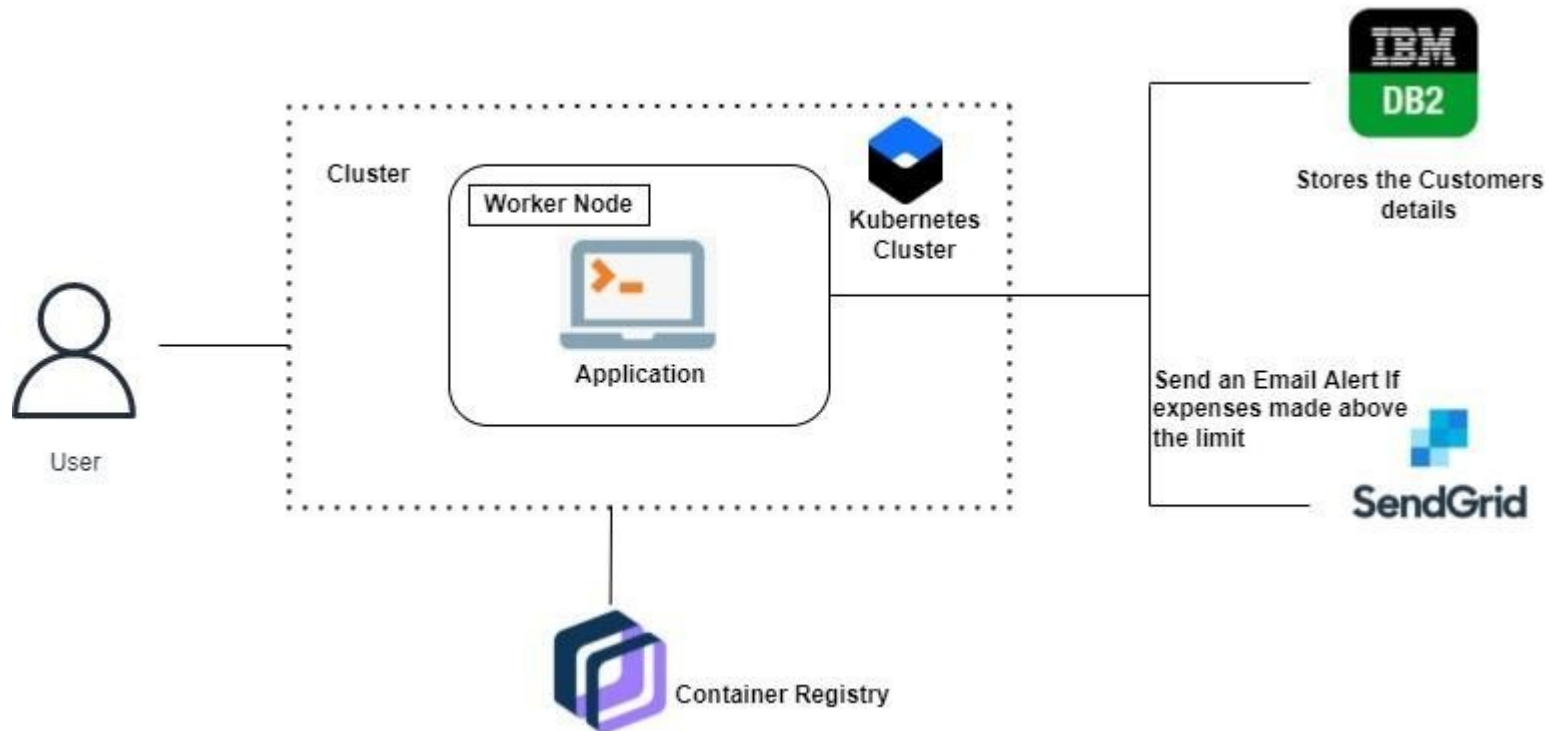 IBM
DB2
Stores the Customers
details
Cluster
Kubernetes
Cluster
Worker Node
Application
User
Send an Email Alert If
expenses made above
the limit
SendGrid
Container Registry